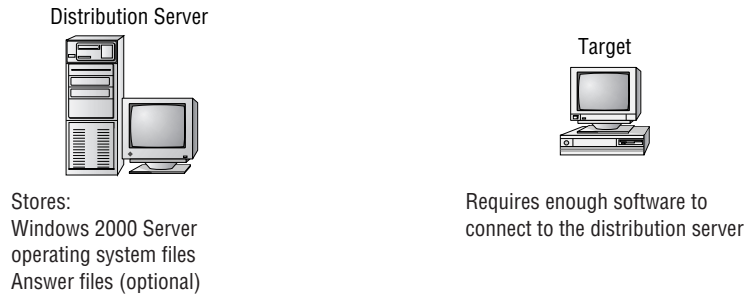 Distribution Server
Stores:
Windows 2000 Server
operating system files
Answer files (optional)
Target
Requires enough software to
connect to the distribution server